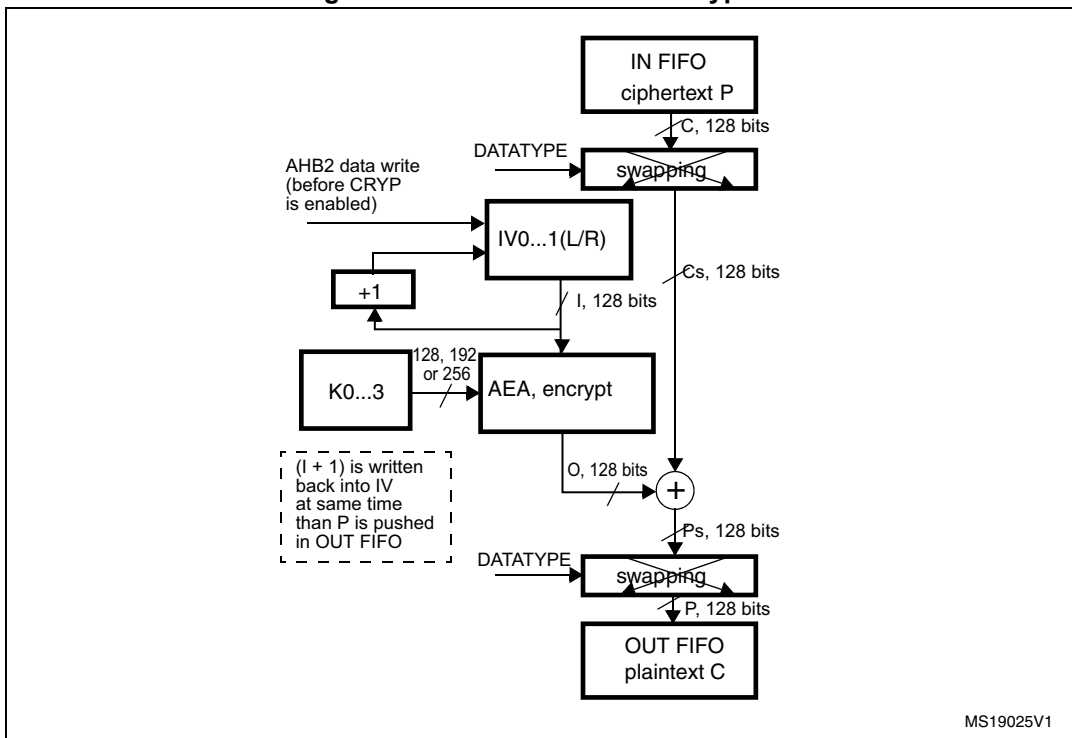 IN FIFO
ciphertext P
C, 128 bits
DATATYPE
swapping
AHB2 data write
(before CRYP
is enabled)
IV0...1(L/R)
Cs, 128 bits
+1
I, 128 bits
128, 192
or 256
K0...3
AEA, encrypt
(I + 1) is written
back into IV
at same time
than P is pushed
in OUT FIFO
O, 128 bits
+
Ps, 128 bits
DATATYPE
swapping
P, 128 bits
OUT FIFO
plaintext C
MS19025V1